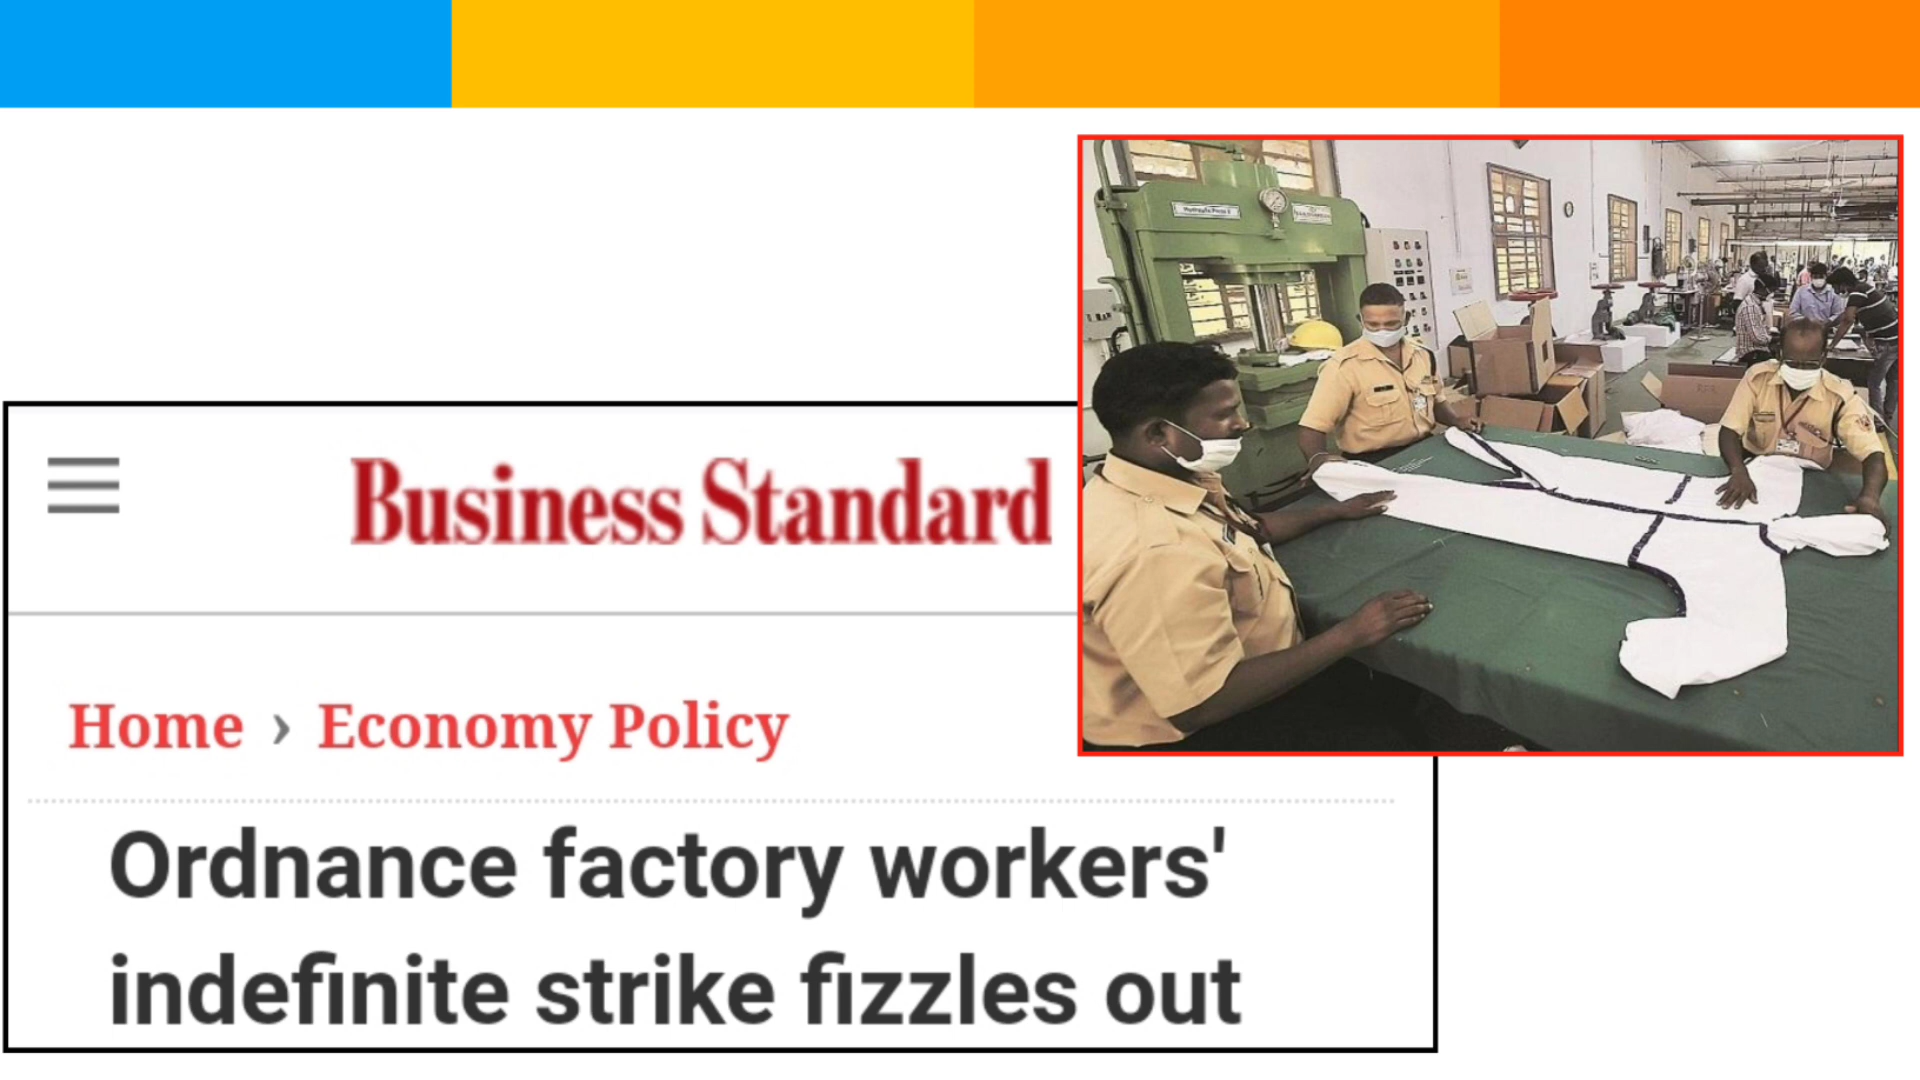 Business Standard
Home › Economy Policy
Ordnance factory workers'
indefinite strike fizzles out